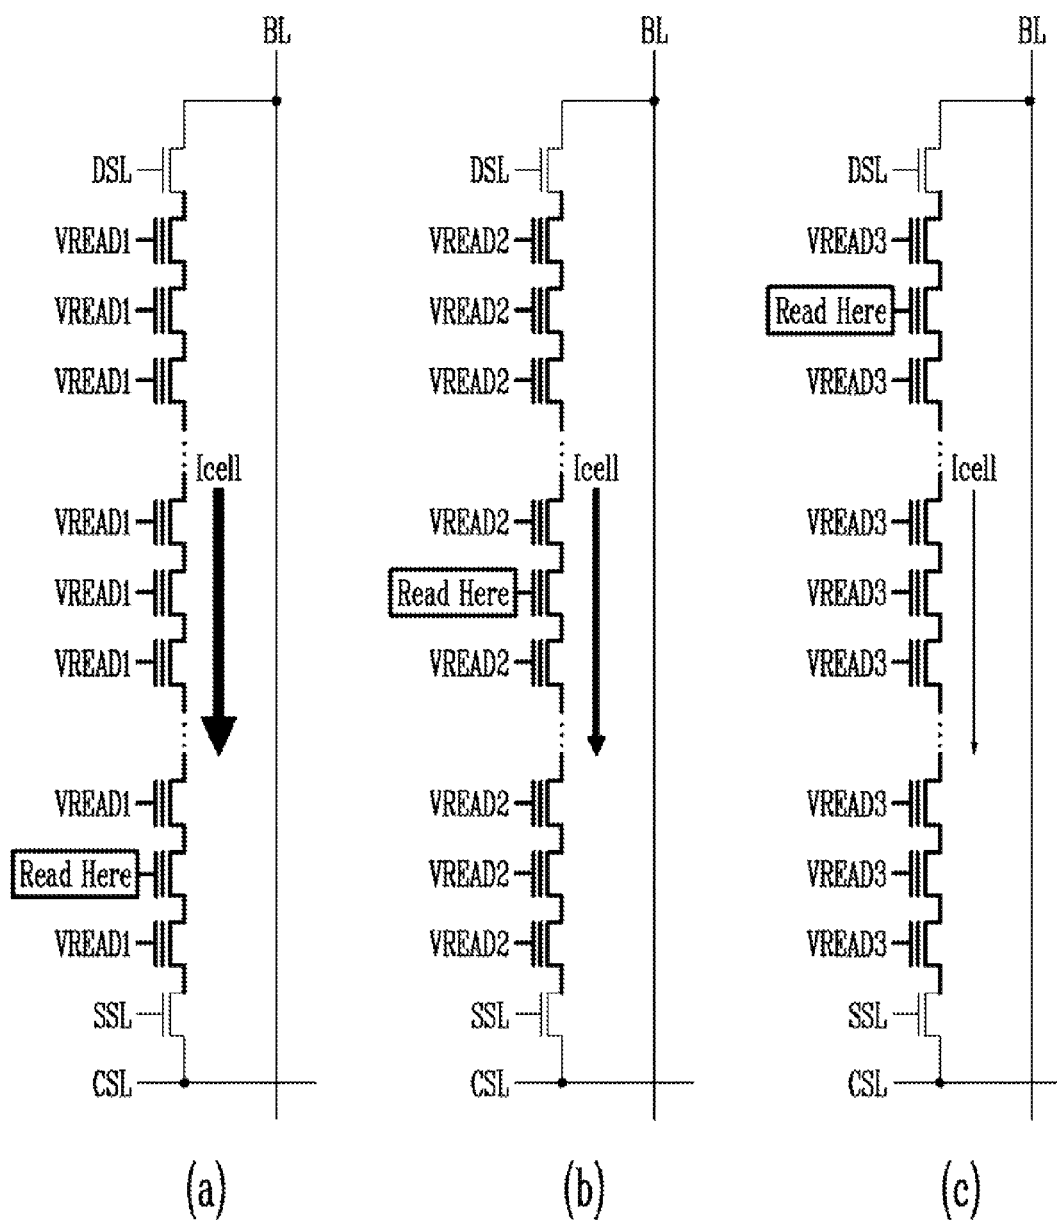 BL BL BL
DSL DSL DSL
VREAD1 VREAD2 VREAD3
VREAD1 VREAD2 Read Here
VREAD1 VREAD2 VREAD3
Icell Icell Icell
VREAD1 VREAD2 VREAD3
VREAD1 Read Here VREAD3
VREAD1 VREAD2 VREAD3
VREAD1 VREAD2 VREAD3
Read Here VREAD2 VREAD3
VREAD1 VREAD2 VREAD3
SSL SSL SSL
CSL CSL CSL
(a) (b) (c)